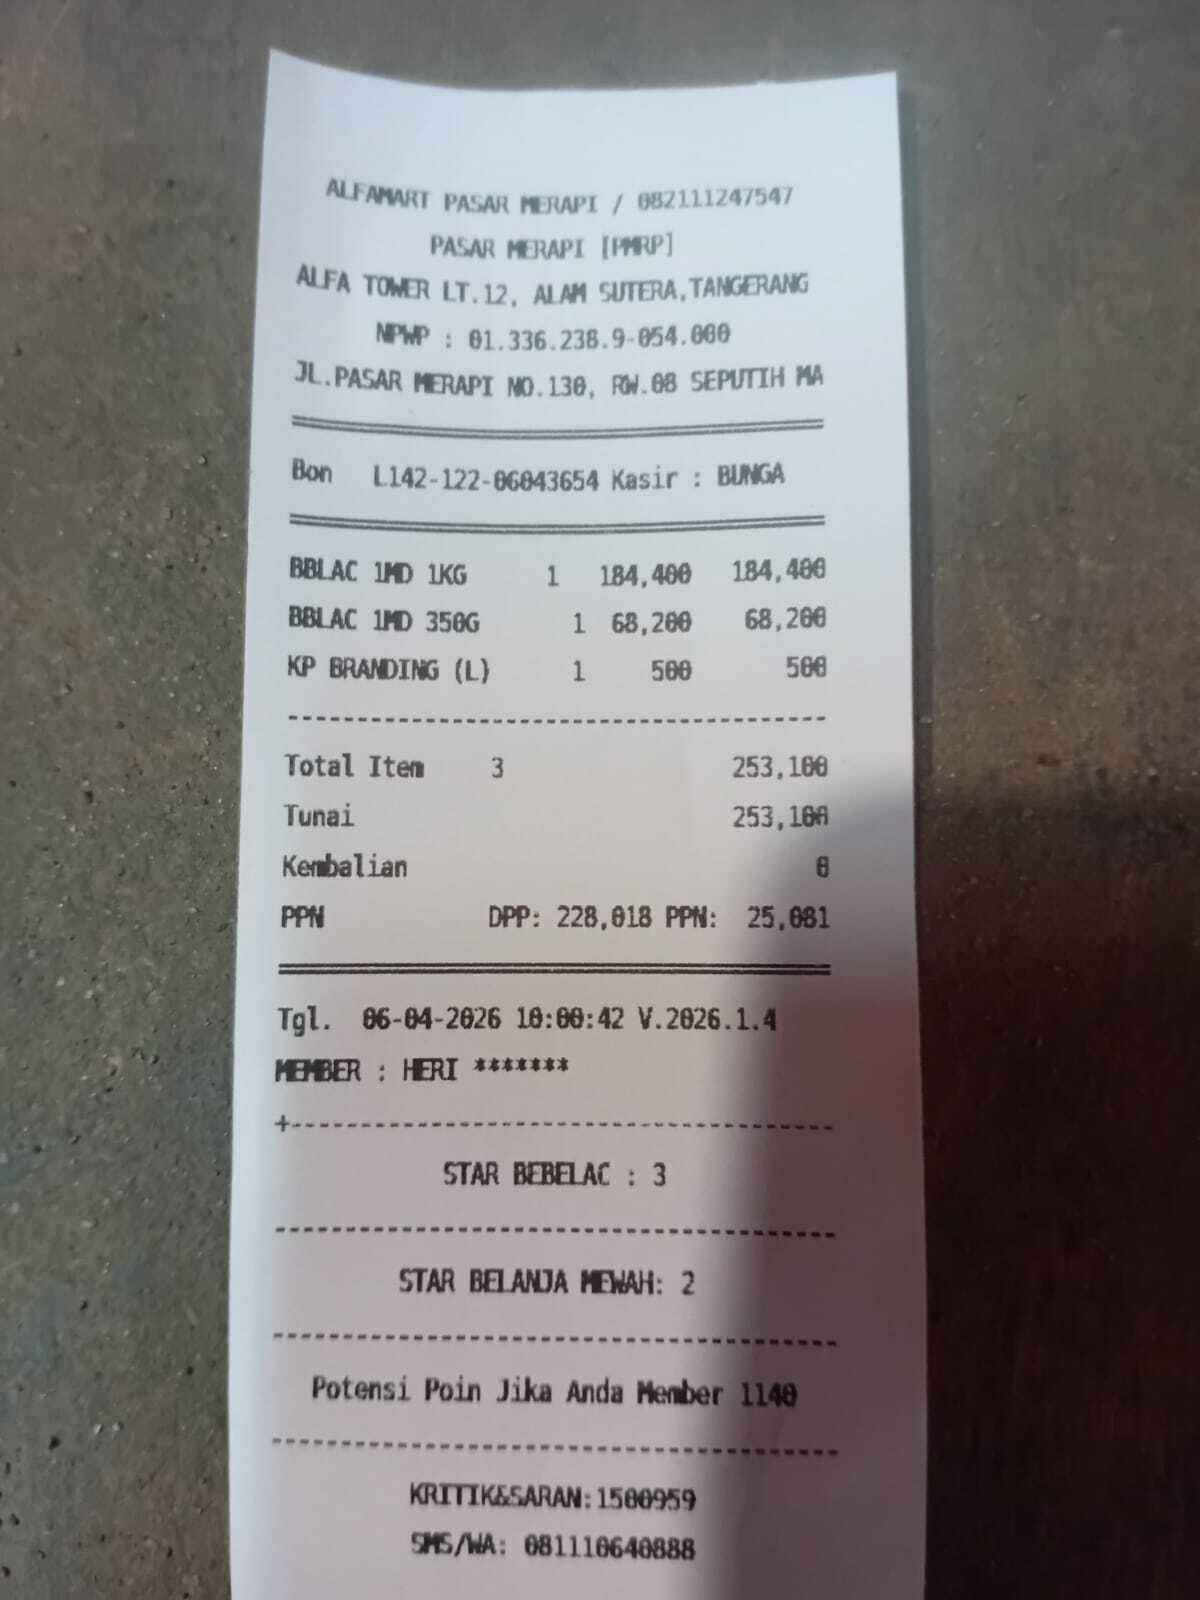 ALFAMART PASAR MERAPI / 082111247547
PASAR MERAPI [PMRP]
ALFA TOWER LT.12, ALAM SUTERA,TANGERANG
NPWP : 01.336.238.9-054.000
JL.PASAR MERAPI NO.130, RW.08 SEPUTIH MA
Bon L142-122-06043654 Kasir : BUNGA
BBLAC 1MD 1KG 1 184,400 184,400
BBLAC 1MD 350G 1 68,200 68,200
KP BRANDING (L) 1 500 500
Total Item 3 253,100
Tunai 253,100
Kembalian 0
PPN DPP: 228,018 PPN: 25,081
Tgl. 06-04-2026 10:00:42 V.2026.1.4
MEMBER : HERI *******
+---------------------------------------
STAR BEBELAC : 3
STAR BELANJA MEWAH: 2
Potensi Poin Jika Anda Member 1140
KRITIK&SARAN:1500959
SMS/WA: 081110640888